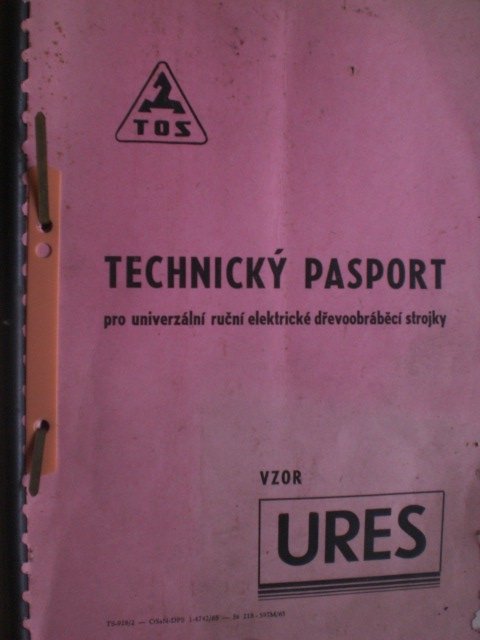 TOS
TECHNICKÝ PASPORT
pro univerzální ruční elektrické dřevoobráběcí strojky
VZOR
URES